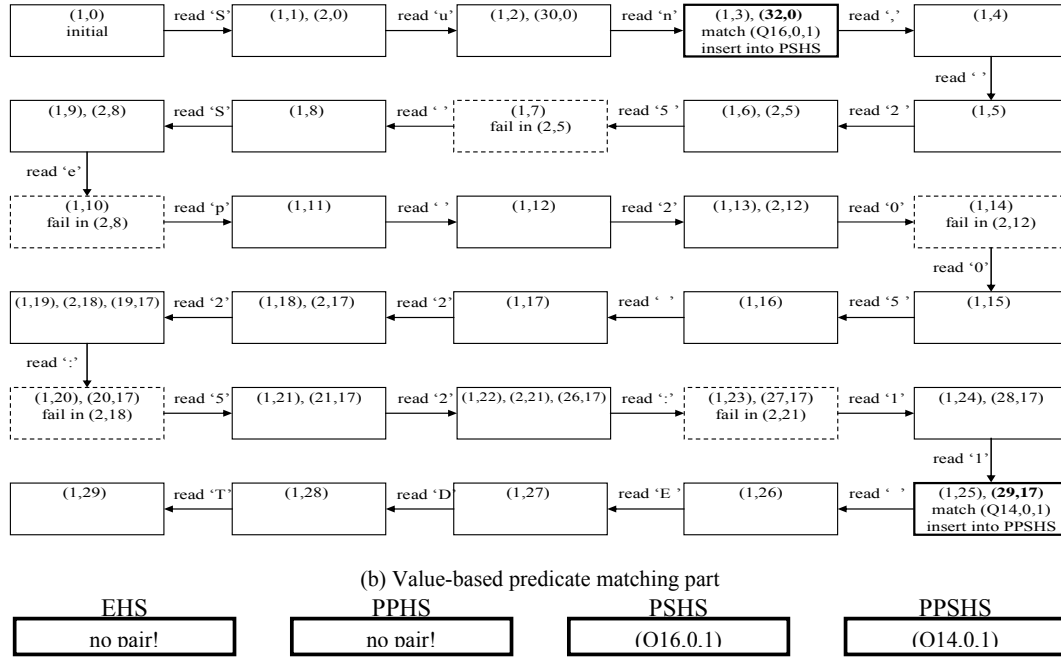 (1,0)
initial
read ‘S’
(1,1), (2,0)
read ‘u’
(1,2), (30,0)
read ‘n’
(1,3), (32,0)
match (Q16,0,1)
insert into PSHS
read ‘,’
(1,4)
read ‘ ’
(1,5)
read ‘2 ’
(1,6), (2,5)
read ‘5 ’
(1,7)
fail in (2,5)
read ‘ ’
(1,8)
read ‘S’
(1,9), (2,8)
read ‘e’
(1,10)
fail in (2,8)
read ‘p’
(1,11)
read ‘ ’
(1,12)
read ‘2’
(1,13), (2,12)
read ‘0’
(1,14)
fail in (2,12)
read ‘0’
(1,15)
read ‘5 ’
(1,16)
read ‘ ’
(1,17)
read ‘2’
(1,18), (2,17)
read ‘2’
(1,19), (2,18), (19,17)
read ‘:’
(1,20), (20,17)
fail in (2,18)
read ‘5’
(1,21), (21,17)
read ‘2’
(1,22), (2,21), (26,17)
read ‘:’
(1,23), (27,17)
fail in (2,21)
read ‘1’
(1,24), (28,17)
read ‘1’
(1,25), (29,17)
match (Q14,0,1)
insert into PPSHS
read ‘ ’
(1,26)
read ‘E ’
(1,27)
read ‘D’
(1,28)
read ‘T’
(1,29)
(b) Value-based predicate matching part
EHS
PPHS
PSHS
PPSHS
no pair!
no pair!
(Q16,0,1)
(Q14,0,1)